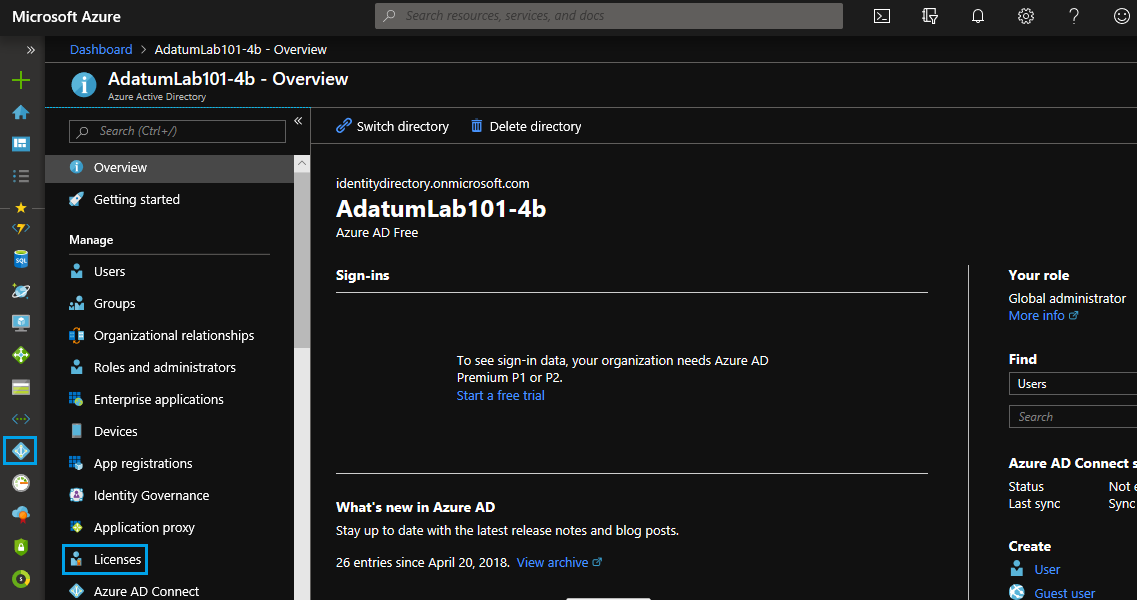 Microsoft Azure
Search resources, services, and docs
Dashboard > AdatumLab101-4b - Overview
AdatumLab101-4b - Overview
Azure Active Directory
Search (Ctrl+/)
Overview
Getting started
Manage
Users
Groups
Organizational relationships
Roles and administrators
Enterprise applications
Devices
App registrations
Identity Governance
Application proxy
Licenses
Azure AD Connect
Switch directory
Delete directory
identitydirectory.onmicrosoft.com
AdatumLab101-4b
Azure AD Free
Sign-ins
To see sign-in data, your organization needs Azure AD
Premium P1 or P2.
Start a free trial
What's new in Azure AD
Stay up to date with the latest release notes and blog posts.
26 entries since April 20, 2018. View archive
Your role
Global administrator
More info
Find
Users
Search
Azure AD Connect s
Status Not e
Last sync Sync
Create
User
Guest user
SQL